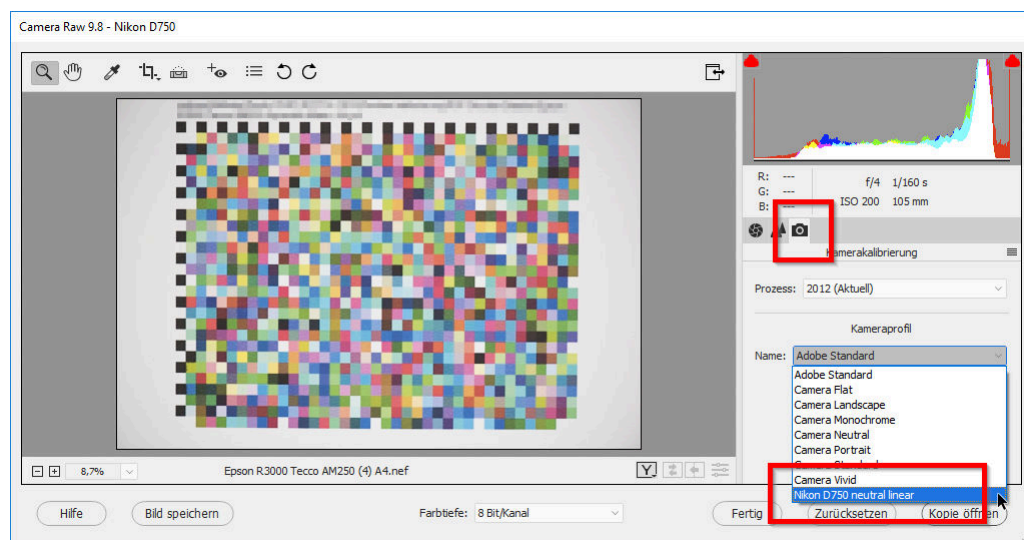 Camera Raw 9.8 - Nikon D750
R: ---
G: ---
B: ---
f/4 1/160 s
ISO 200 105 mm
Kamerakalibrierung
Prozess: 2012 (Aktuell)
Kameraprofil
Name: Adobe Standard
Adobe Standard
Camera Flat
Camera Landscape
Camera Monochrome
Camera Neutral
Camera Portrait
Camera Standard
Camera Vivid
Nikon D750 neutral linear
8,7%
Epson R3000 Tecco AM250 (4) A4.nef
Y
Hilfe
Bild speichern
Farbtiefe: 8 Bit/Kanal
Fertig
Zurücksetzen
Kopie öffnen